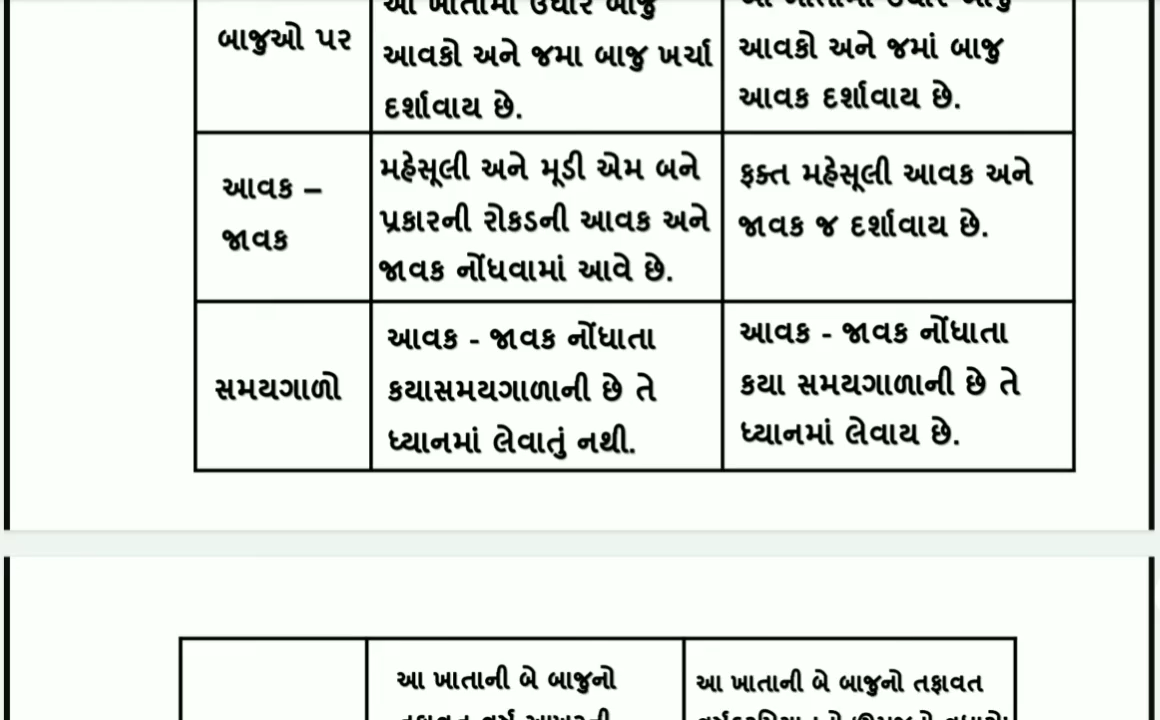 આ ખાતામાં ઉધાર બાજુ
બાજુઓ પર
આવકો અને જમા બાજુ ખર્ચા
દર્શાવાય છે.
આ ખાતામાં ઉધાર બાજુ
આવકો અને જમાં બાજુ
આવક દર્શાવાય છે.
આવક –
જાવક
મહેસૂલી અને મૂડી એમ બને
પ્રકારની રોકડની આવક અને
જાવક નોંધવામાં આવે છે.
ફક્ત મહેસૂલી આવક અને
જાવક જ દર્શાવાય છે.
સમયગાળો
આવક - જાવક નોંધાતા
કયાસમયગાળાની છે તે
ધ્યાનમાં લેવાતું નથી.
આવક - જાવક નોંધાતા
કયા સમયગાળાની છે તે
ધ્યાનમાં લેવાય છે.
આ ખાતાની બે બાજુનો
આ ખાતાની બે બાજુનો તફાવત